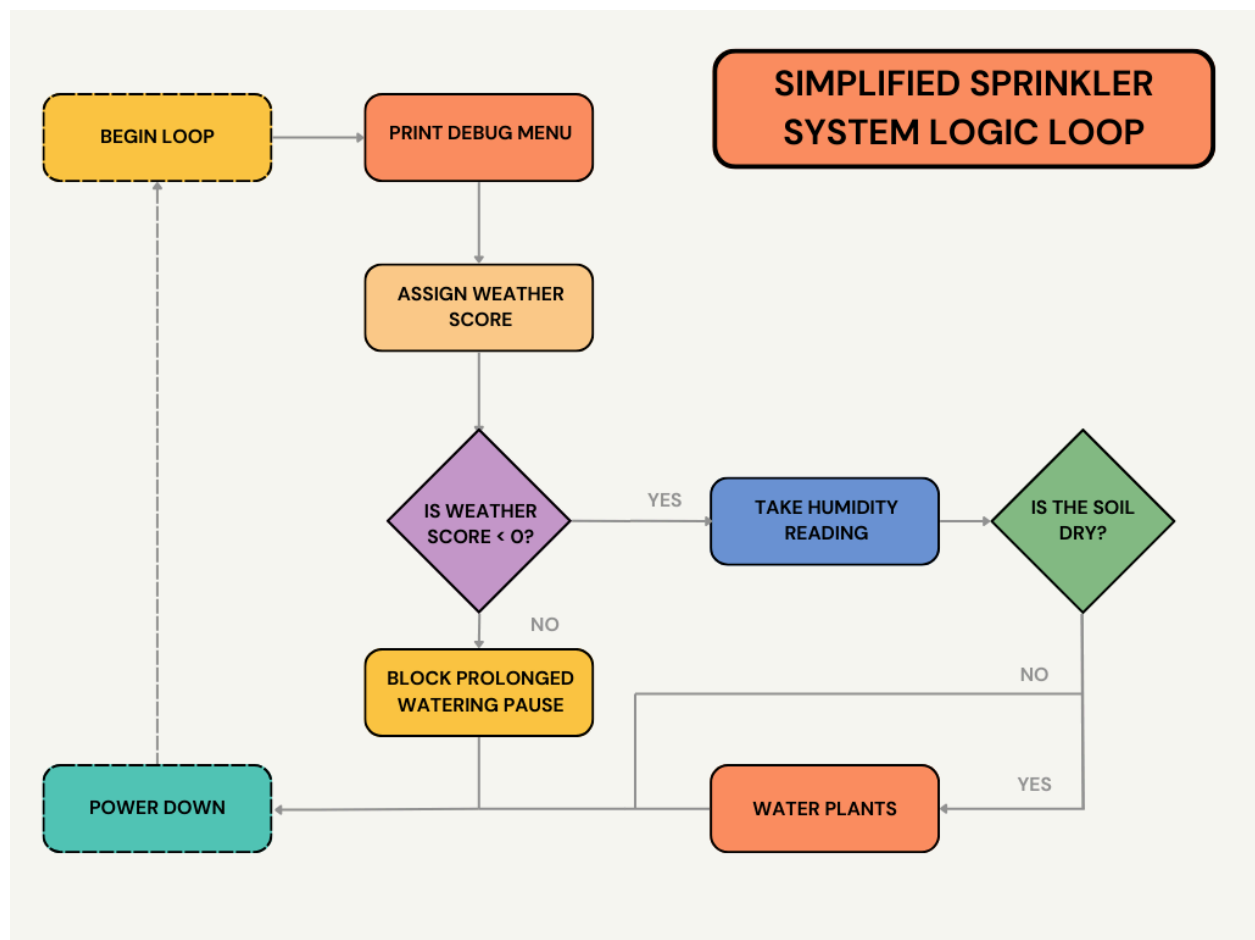 SIMPLIFIED SPRINKLER
SYSTEM LOGIC LOOP
BEGIN LOOP
PRINT DEBUG MENU
ASSIGN WEATHER
SCORE
IS WEATHER
SCORE < 0?
YES
TAKE HUMIDITY
READING
IS THE SOIL
DRY?
NO
BLOCK PROLONGED
WATERING PAUSE
NO
YES
WATER PLANTS
POWER DOWN